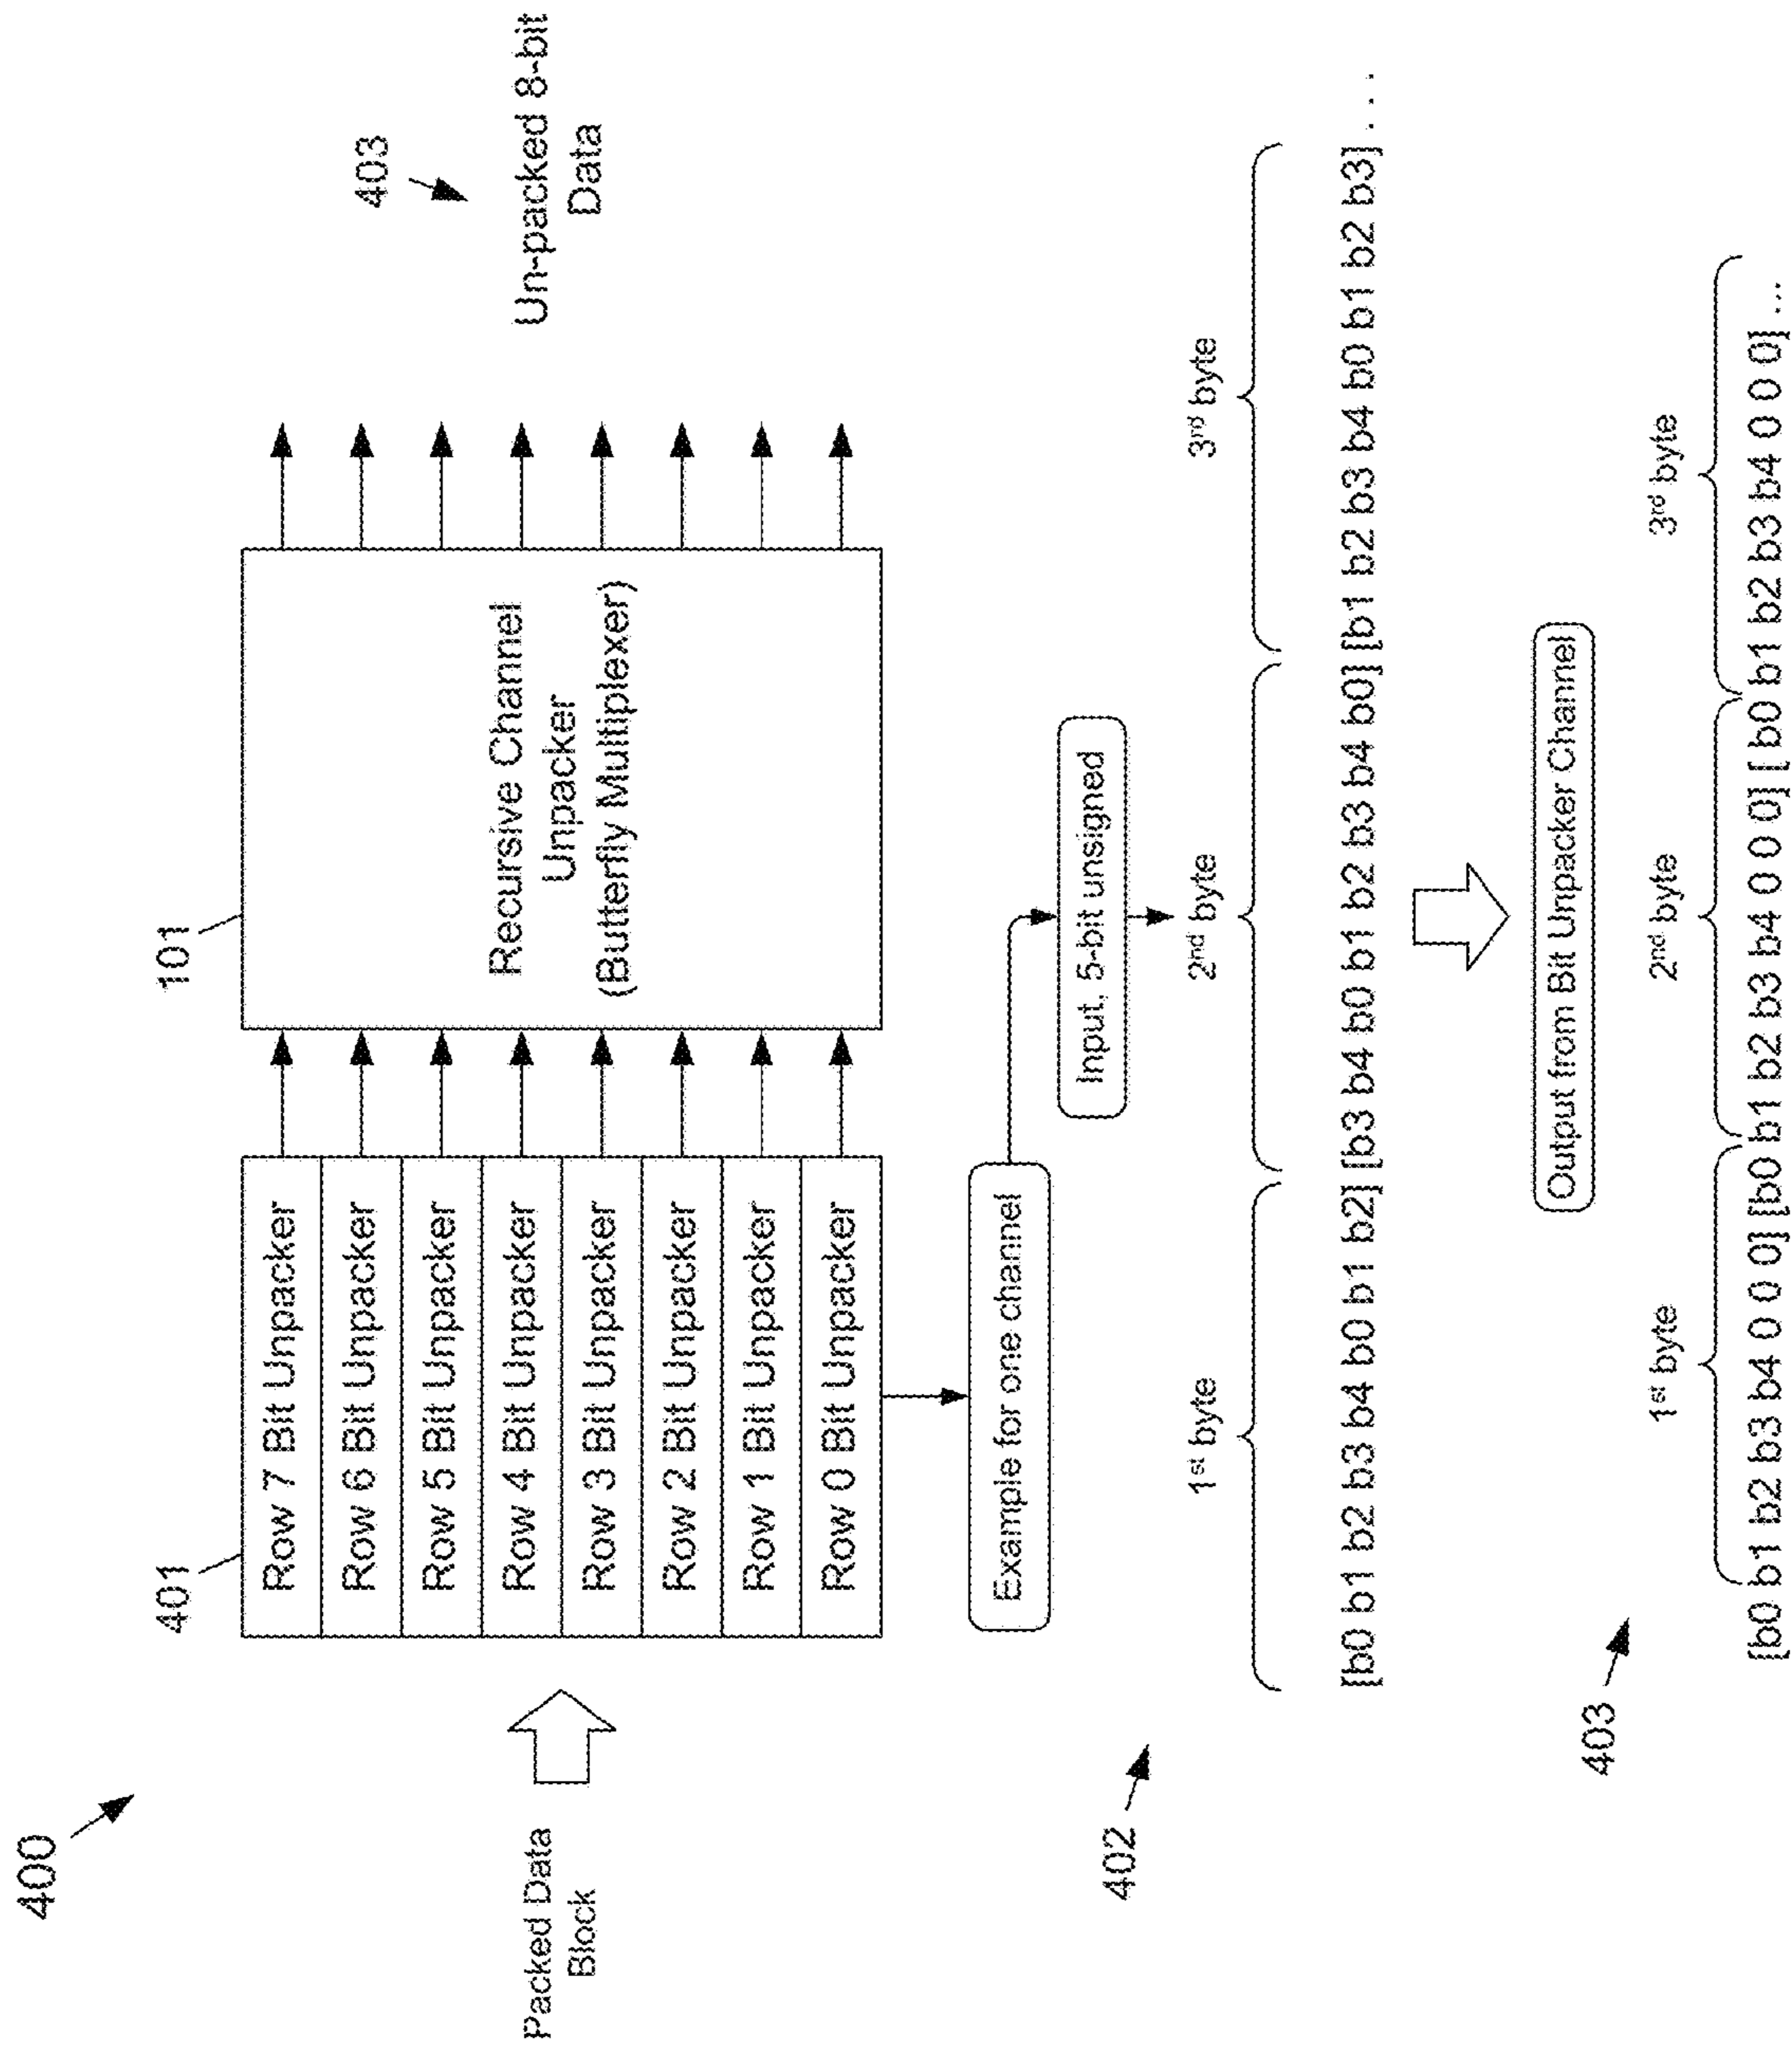 400
401
101
403
Packed Data
Block
Row 7 Bit Unpacker
Row 6 Bit Unpacker
Row 5 Bit Unpacker
Row 4 Bit Unpacker
Row 3 Bit Unpacker
Row 2 Bit Unpacker
Row 1 Bit Unpacker
Row 0 Bit Unpacker
Recursive Channel
Unpacker
(Butterfly Multiplexer)
Un-packed 8-bit
Data
Example for one channel
Input, 5-bit unsigned
402
1st byte 2nd byte 3rd byte
[b0 b1 b2 b3 b4 b0 b1 b2] [b3 b4 b0 b1 b2 b3 b4 b0] [b1 b2 b3 b4 b0 b1 b2 b3] . . .
Output from Bit Unpacker Channel
403
1st byte 2nd byte 3rd byte
[b0 b1 b2 b3 b4 0 0 0] [b0 b1 b2 b3 b4 0 0 0] [ b0 b1 b2 b3 b4 0 0 0] ...